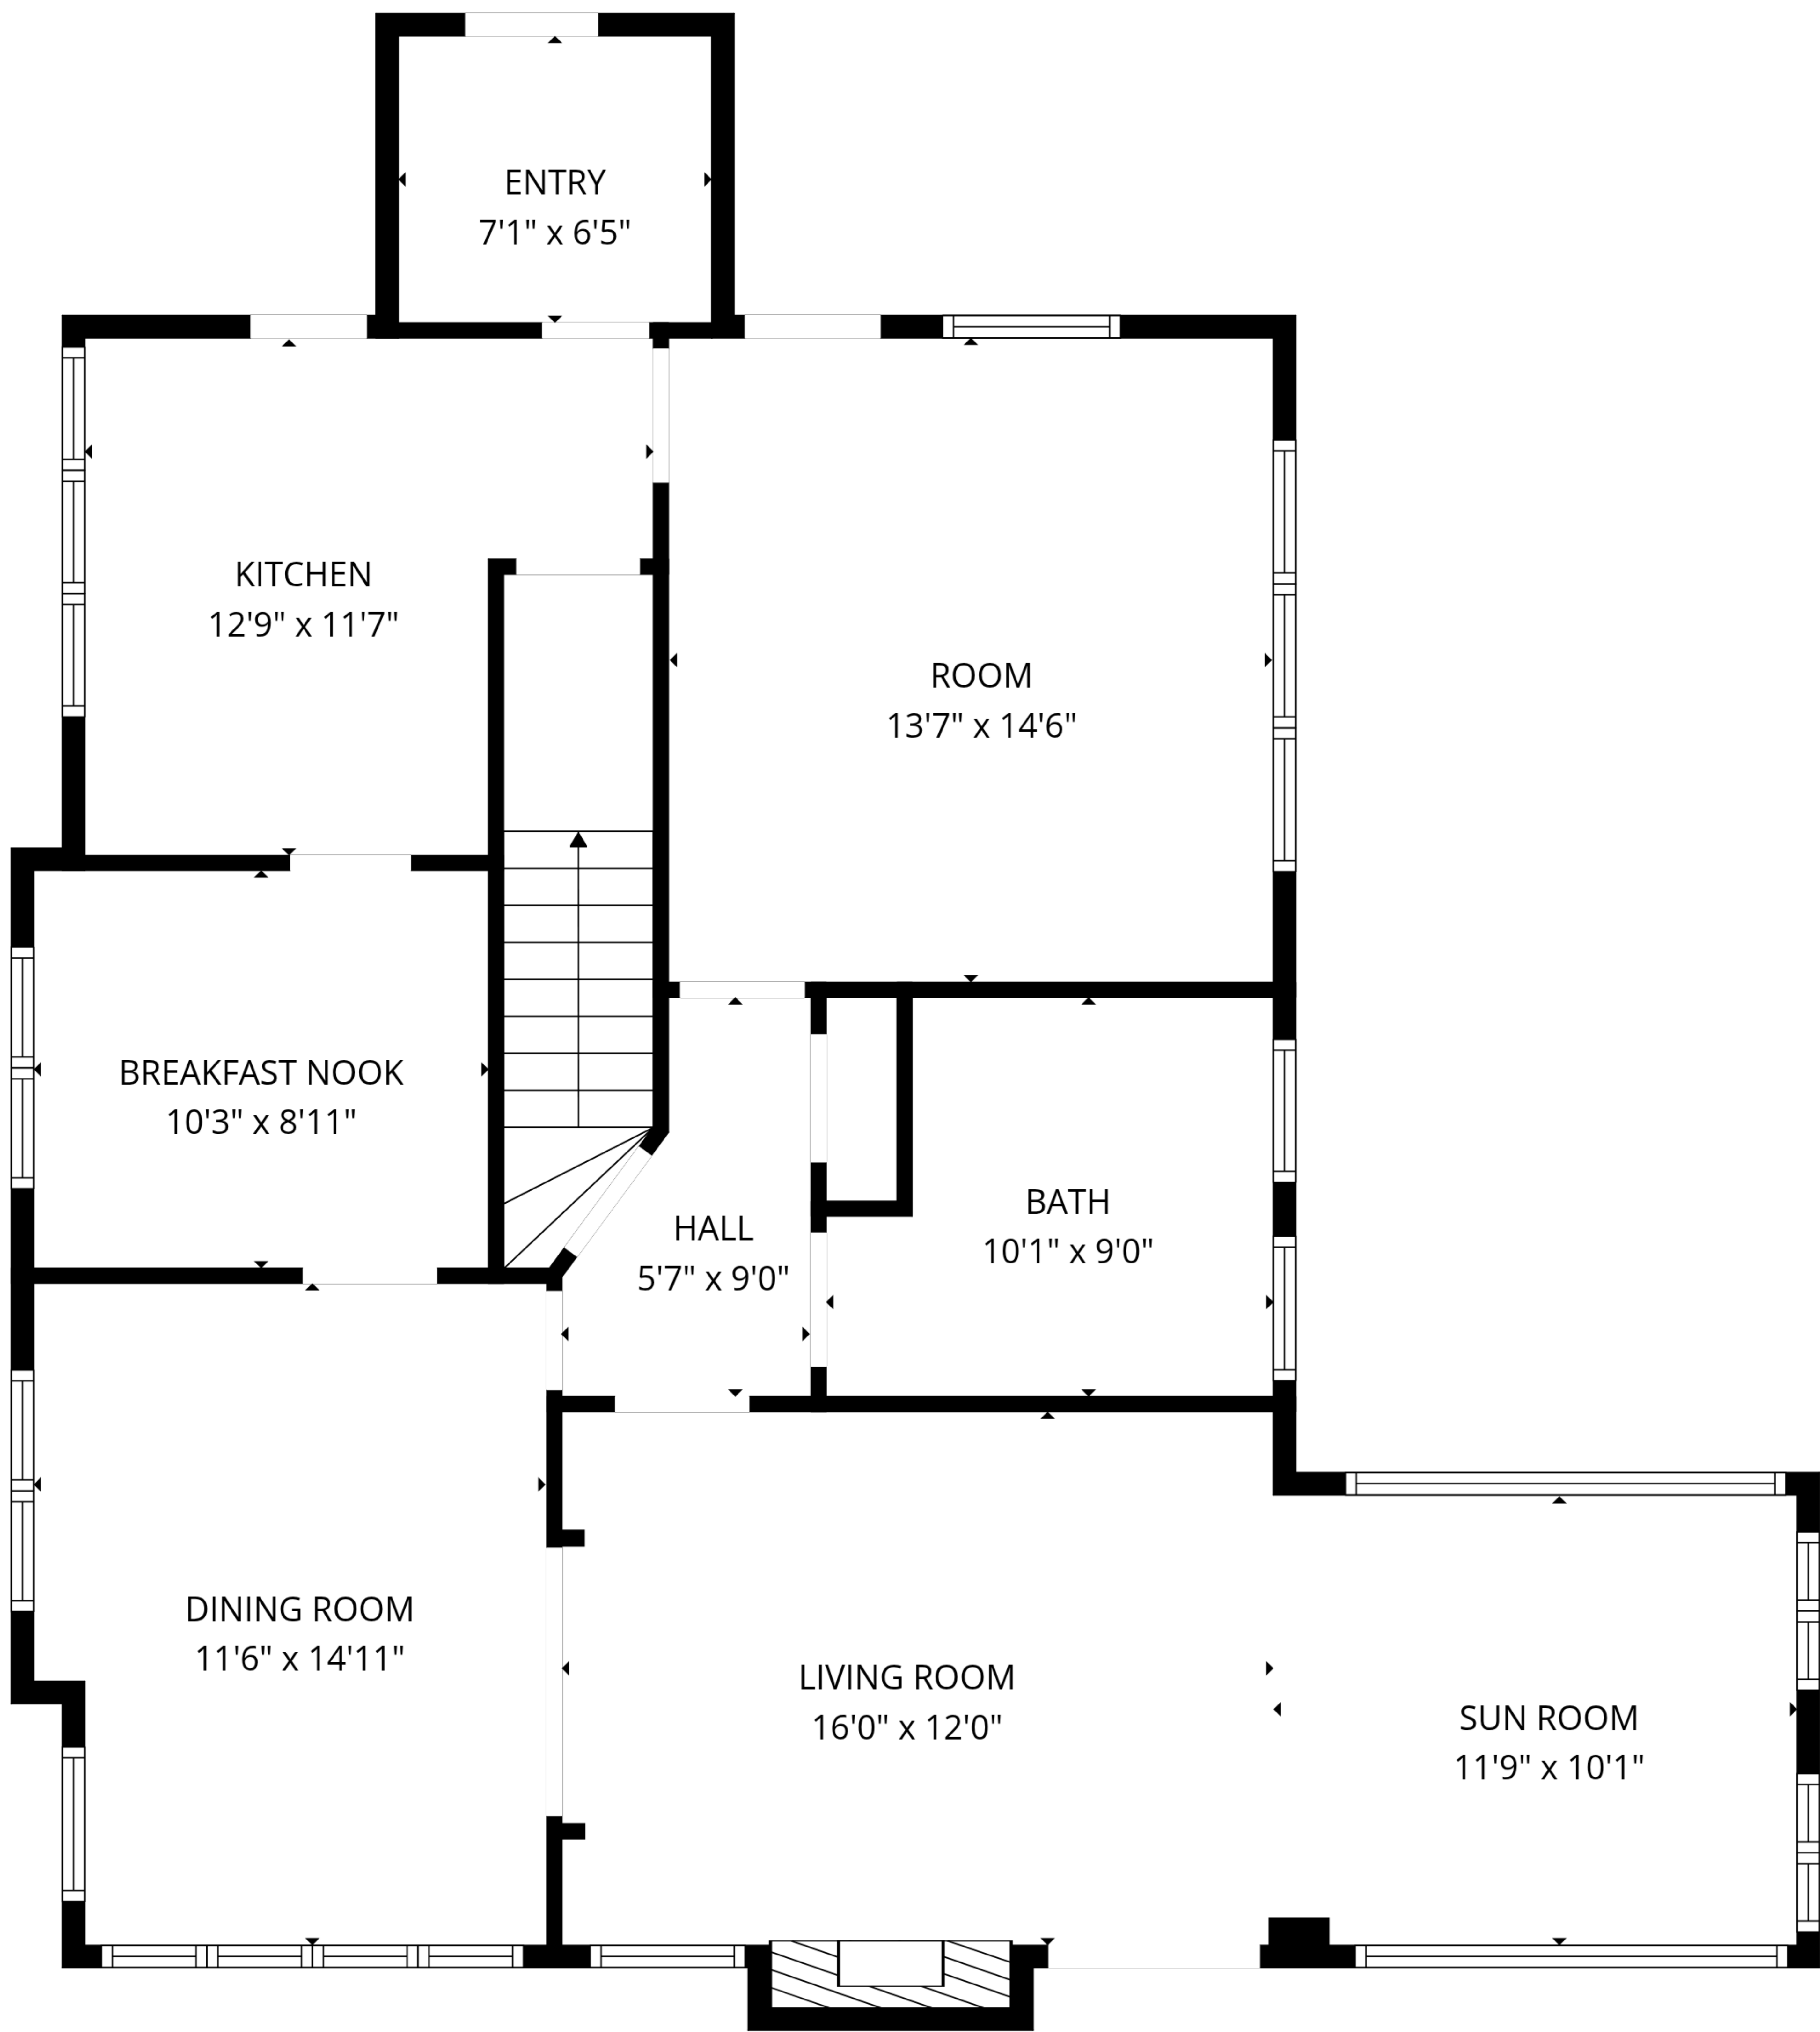 ENTRY
7'1" x 6'5"
KITCHEN
12'9" x 11'7"
ROOM
13'7" x 14'6"
BREAKFAST NOOK
10'3" x 8'11"
HALL
5'7" x 9'0"
BATH
10'1" x 9'0"
DINING ROOM
11'6" x 14'11"
LIVING ROOM
16'0" x 12'0"
SUN ROOM
11'9" x 10'1"